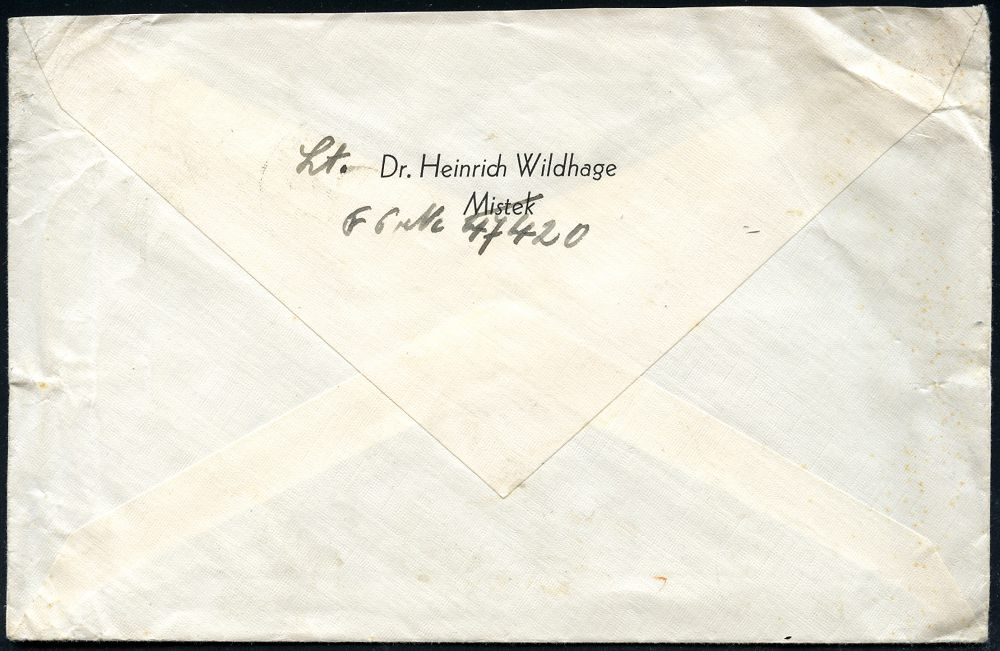 Lt. Dr. Heinrich Wildhage
Mistek
47420